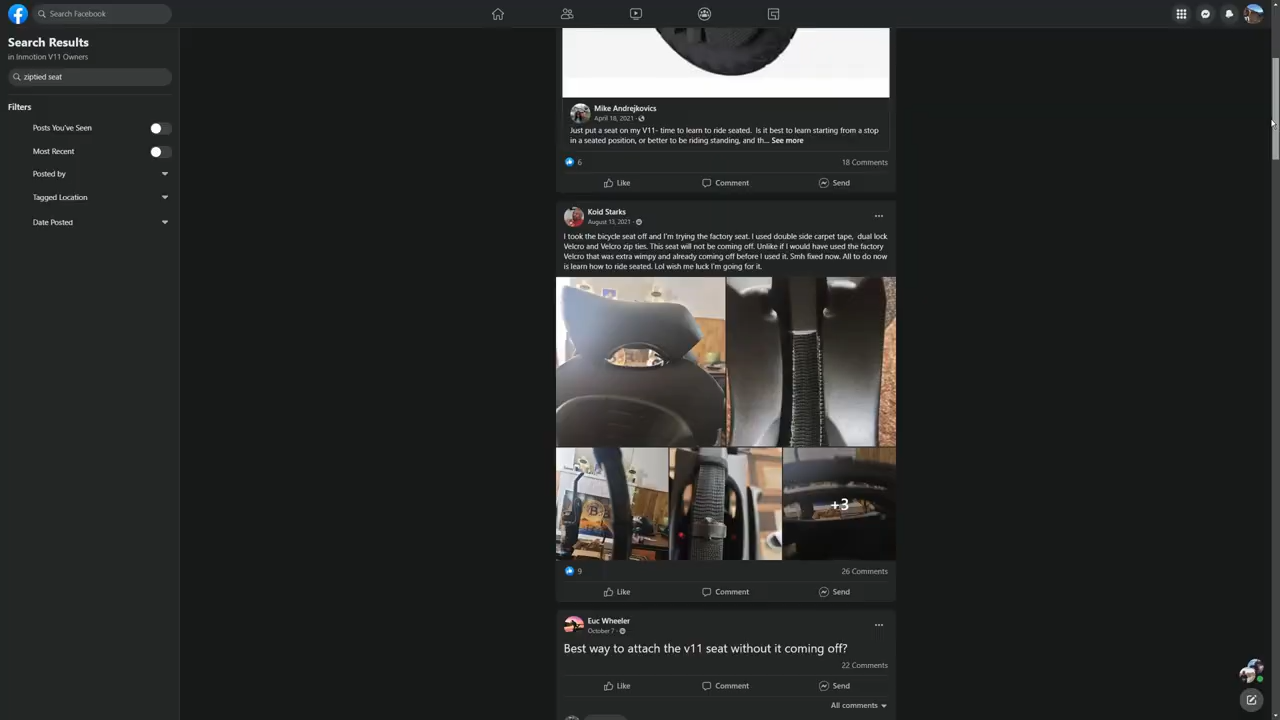 Search Facebook
Search Results
in Inmotion V11 Owners
ziptied seat
Filters
Posts You've Seen
Most Recent
Posted by
Tagged Location
Date Posted
Mike Andrejkovics
April 18, 2021 ·
Just put a seat on my V11- time to learn to ride seated. Is it best to learn starting from a stop
in a seated position, or better to be riding standing, and th... See more
6
18 Comments
Like
Comment
Send
Koid Starks
August 13, 2021 ·
I took the bicycle seat off and I'm trying the factory seat. I used double side carpet tape, dual lock
Velcro and Velcro zip ties. This seat will not be coming off. Unlike if I would have used the factory
Velcro that was extra wimpy and already coming off before I used it. Smh fixed now. All to do now
is learn how to ride seated. Lol wish me luck I'm going for it.
+3
9
26 Comments
Like
Comment
Send
Euc Wheeler
October 7 ·
Best way to attach the v11 seat without it coming off?
22 Comments
Like
Comment
Send
All comments